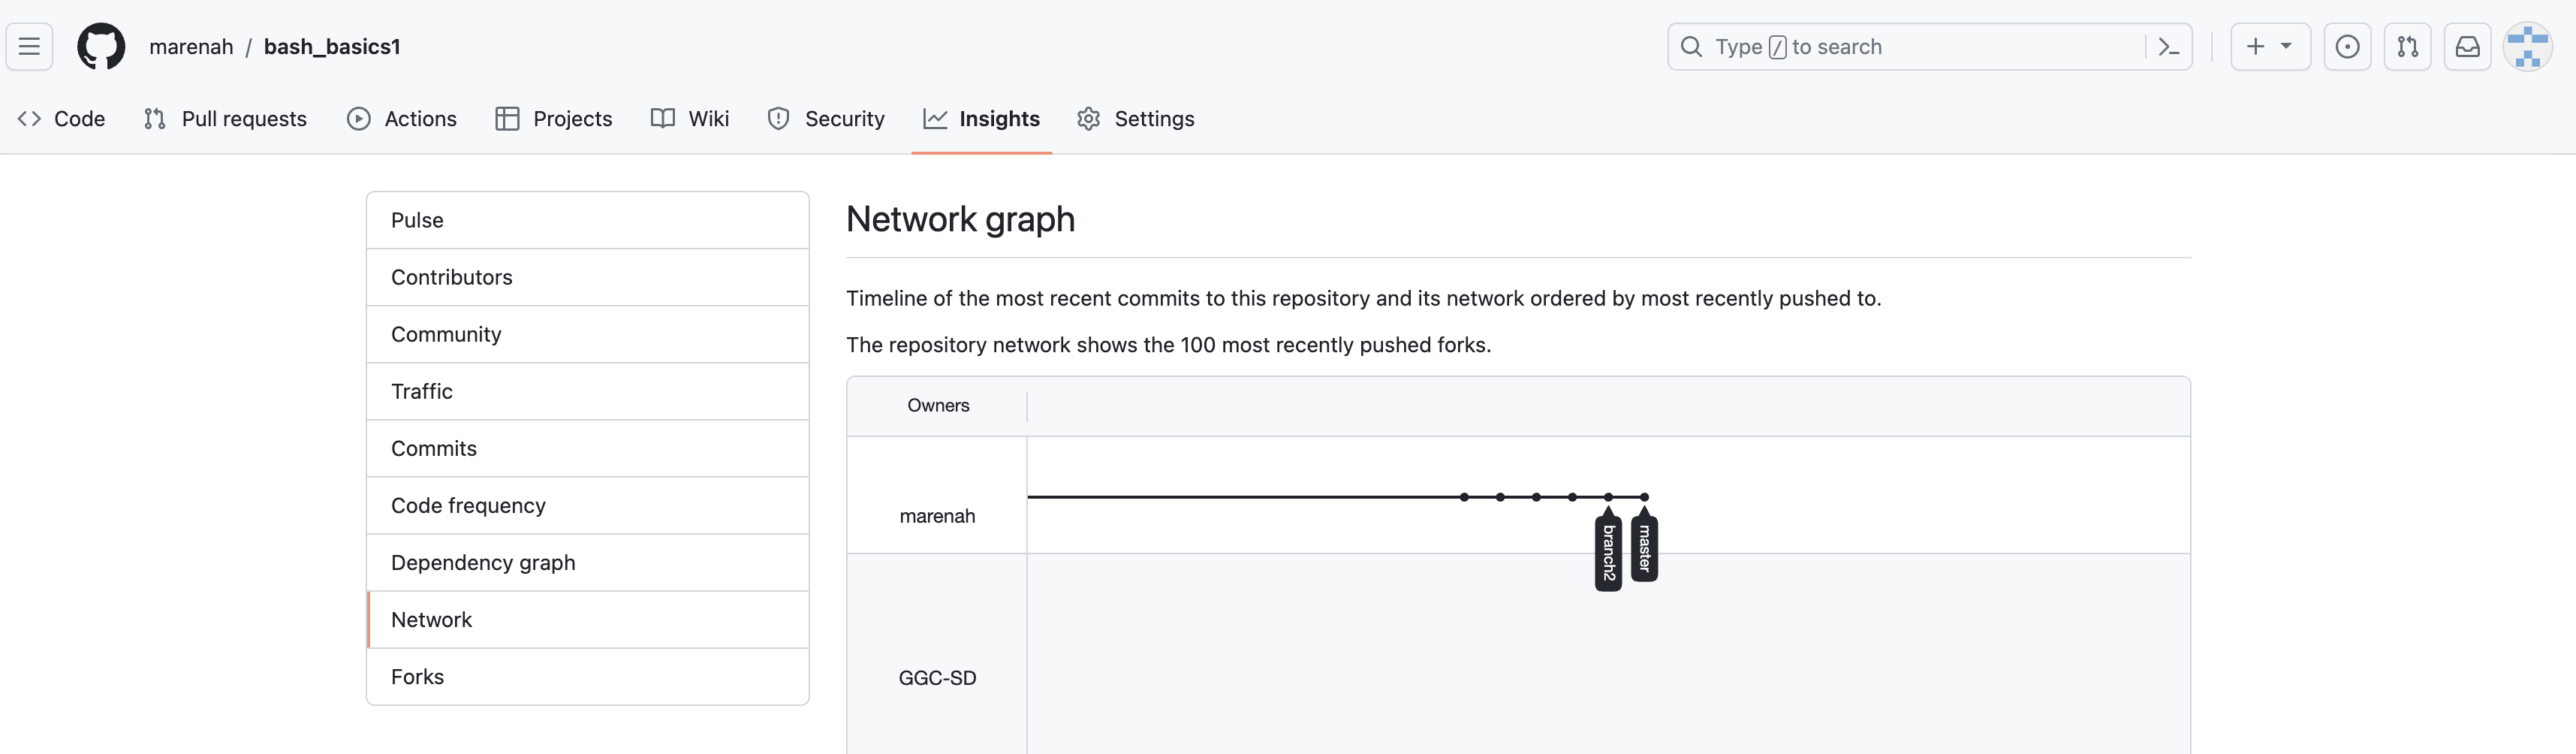 marenah / bash_basics1
Type / to search
Code Pull requests Actions Projects Wiki Security Insights Settings
Pulse
Contributors
Community
Traffic
Commits
Code frequency
Dependency graph
Network
Forks
Network graph
Timeline of the most recent commits to this repository and its network ordered by most recently pushed to.
The repository network shows the 100 most recently pushed forks.
Owners
marenah
branch2
master
GGC-SD